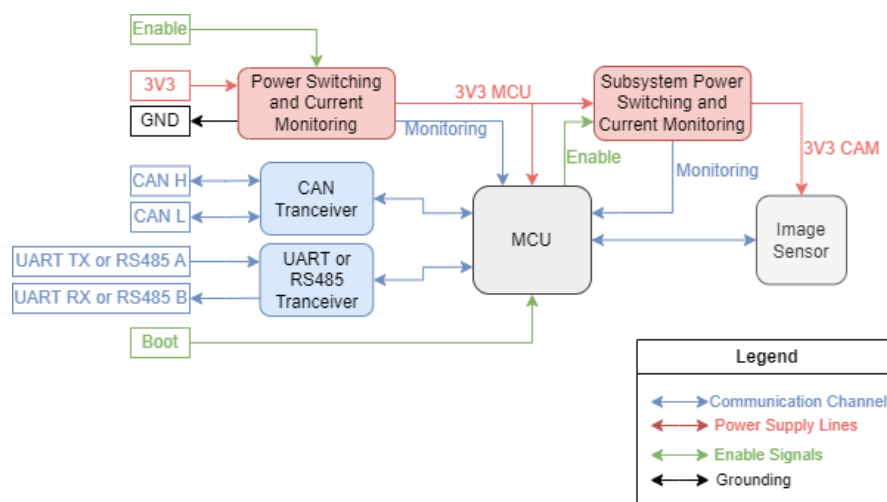 Enable
3V3
GND
Power Switching
and Current
Monitoring
3V3 MCU
Monitoring
Subsystem Power
Switching and
Current Monitoring
Enable
Monitoring
3V3 CAM
CAN H
CAN L
CAN
Tranceiver
MCU
Image
Sensor
UART TX or RS485 A
UART RX or RS485 B
UART or
RS485
Tranceiver
Boot
Legend
Communication Channel
Power Supply Lines
Enable Signals
Grounding